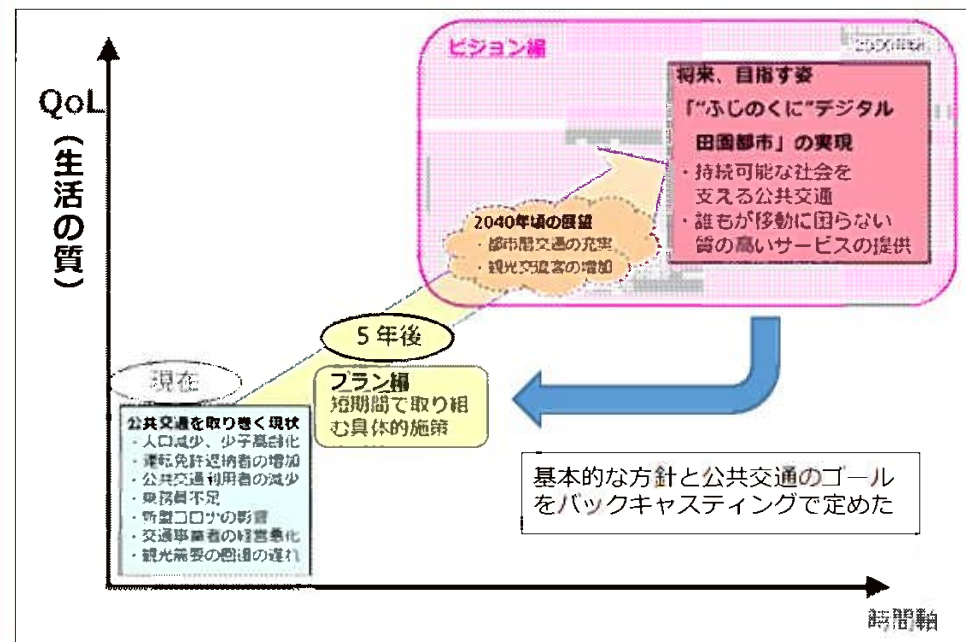 ビジョン編
将来、目指す姿
「“ふじのくに”デジタル
田園都市」の実現
・持続可能な社会を
支える公共交通
・誰もが移動に困らない
質の高いサービスの提供
QoL
（生活の質）
2040年頃の展望
・都市間交通の充実
・観光交流客の増加
5年後
プラン編
短期間で取り組
む具体的施策
現在
公共交通を取り巻く現状
・人口減少、少子高齢化
・運転免許返納者の増加
・公共交通利用者の減少
・乗務員不足
・新型コロナの影響
・交通事業者の経営悪化
・観光需要の回復の遅れ
基本的な方針と公共交通のゴール
をバックキャスティングで定めた
時間軸